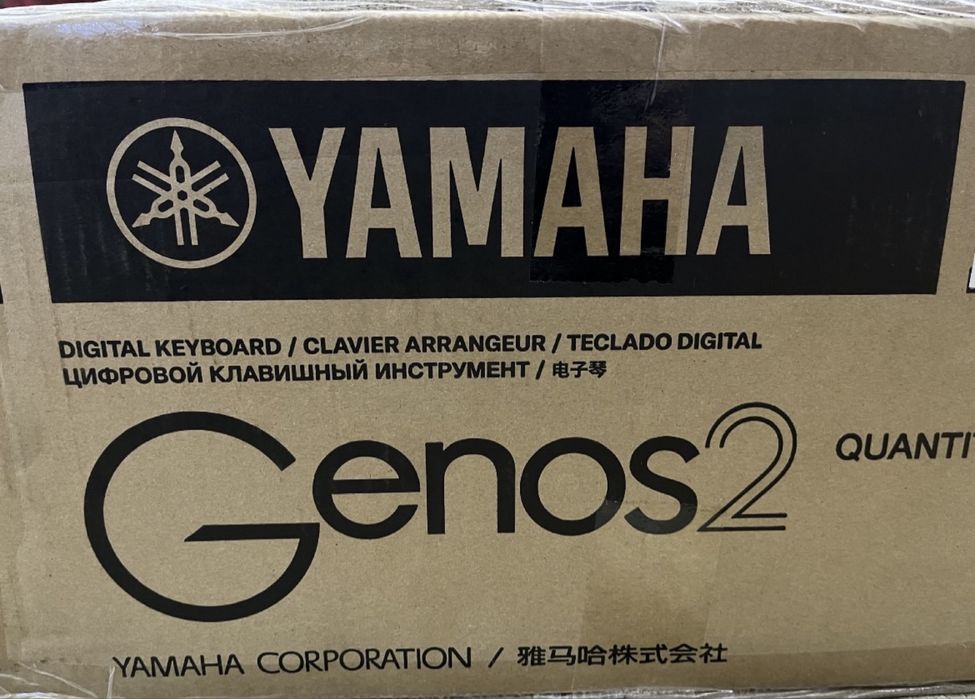 YAMAHA
DIGITAL KEYBOARD / CLAVIER ARRANGEUR / TECLADO DIGITAL
ЦИФРОВОЙ КЛАВИШНЫЙ ИНСТРУМЕНТ / 电子琴
Genos2
QUANTIT
YAMAHA CORPORATION / 雅马哈株式会社